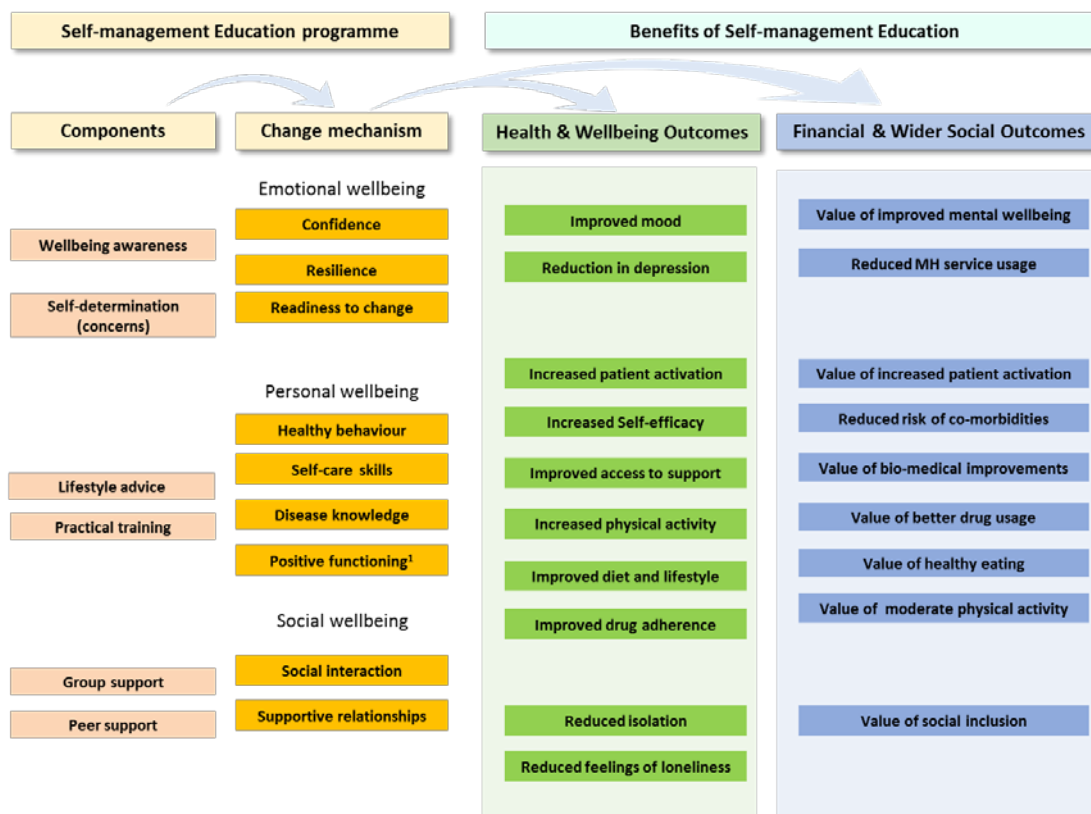 Self-management Education programme
Benefits of Self-management Education
Components
Change mechanism
Health & Wellbeing Outcomes
Financial & Wider Social Outcomes
Emotional wellbeing
Wellbeing awareness
Self-determination
(concerns)
Confidence
Resilience
Readiness to change
Personal wellbeing
Lifestyle advice
Practical training
Healthy behaviour
Self-care skills
Disease knowledge
Positive functioning¹
Social wellbeing
Group support
Peer support
Social interaction
Supportive relationships
Improved mood
Reduction in depression
Increased patient activation
Increased Self-efficacy
Improved access to support
Increased physical activity
Improved diet and lifestyle
Improved drug adherence
Reduced isolation
Reduced feelings of loneliness
Value of improved mental wellbeing
Reduced MH service usage
Value of increased patient activation
Reduced risk of co-morbidities
Value of bio-medical improvements
Value of better drug usage
Value of healthy eating
Value of moderate physical activity
Value of social inclusion